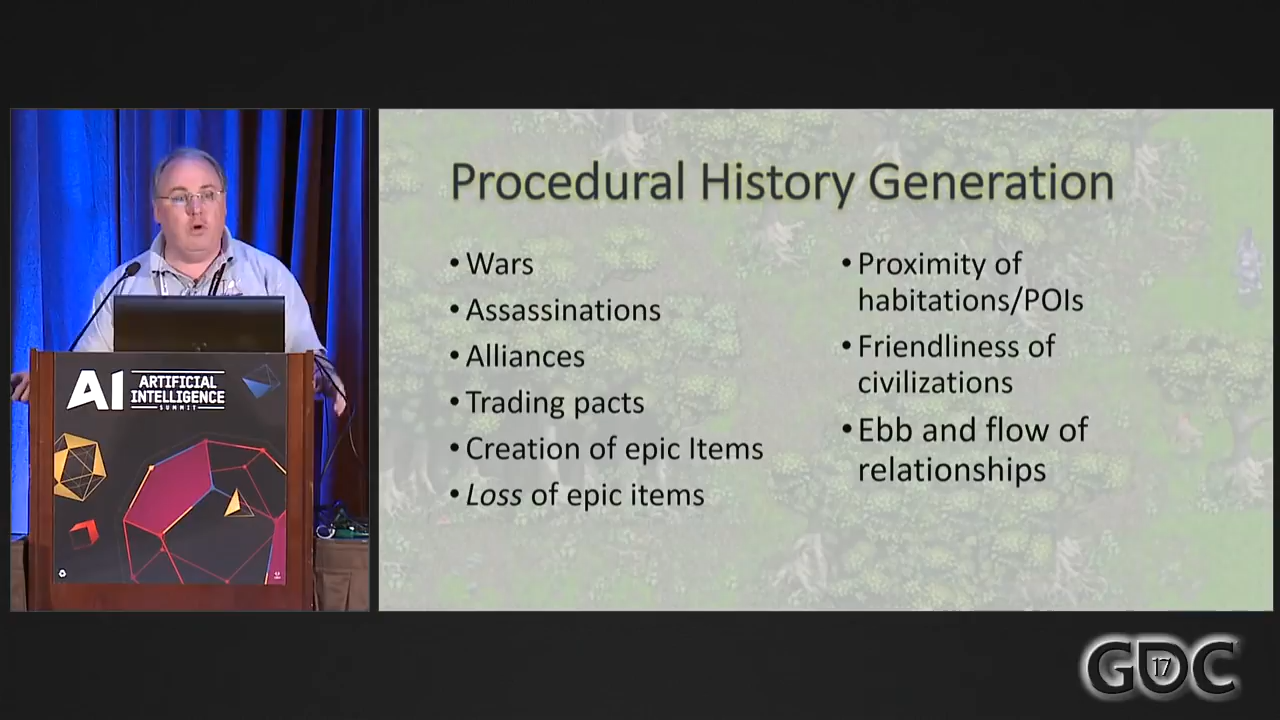 AI ARTIFICIAL
INTELLIGENCE
SUMMIT
Procedural History Generation
• Wars
• Assassinations
• Alliances
• Trading pacts
• Creation of epic Items
• Loss of epic items
• Proximity of
habitations/POIs
• Friendliness of
civilizations
• Ebb and flow of
relationships
GDC
17